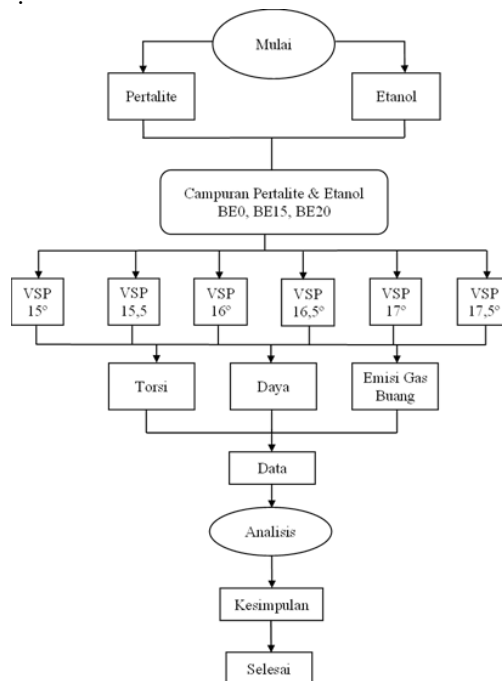 .
Mulai
Pertalite
Etanol
Campuran Pertalite & Etanol
BE0, BE15, BE20
VSP
15°
VSP
15,5
VSP
16°
VSP
16,5°
VSP
17°
VSP
17,5°
Torsi
Daya
Emisi Gas
Buang
Data
Analisis
Kesimpulan
Selesai